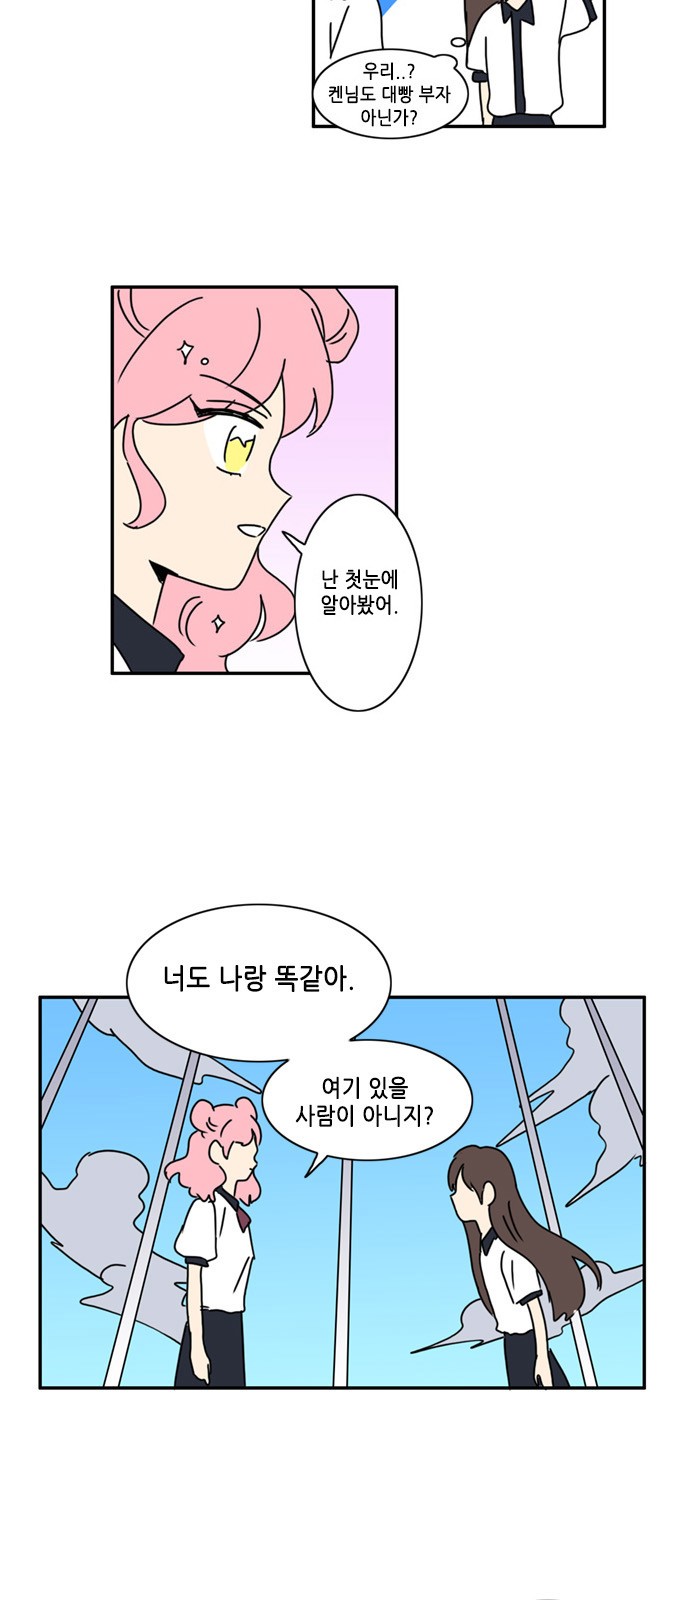 우리..?
켄님도 대빵 부자
아닌가?
난 첫눈에
알아봤어.
너도 나랑 똑같아.
여기 있을
사람이 아니지?